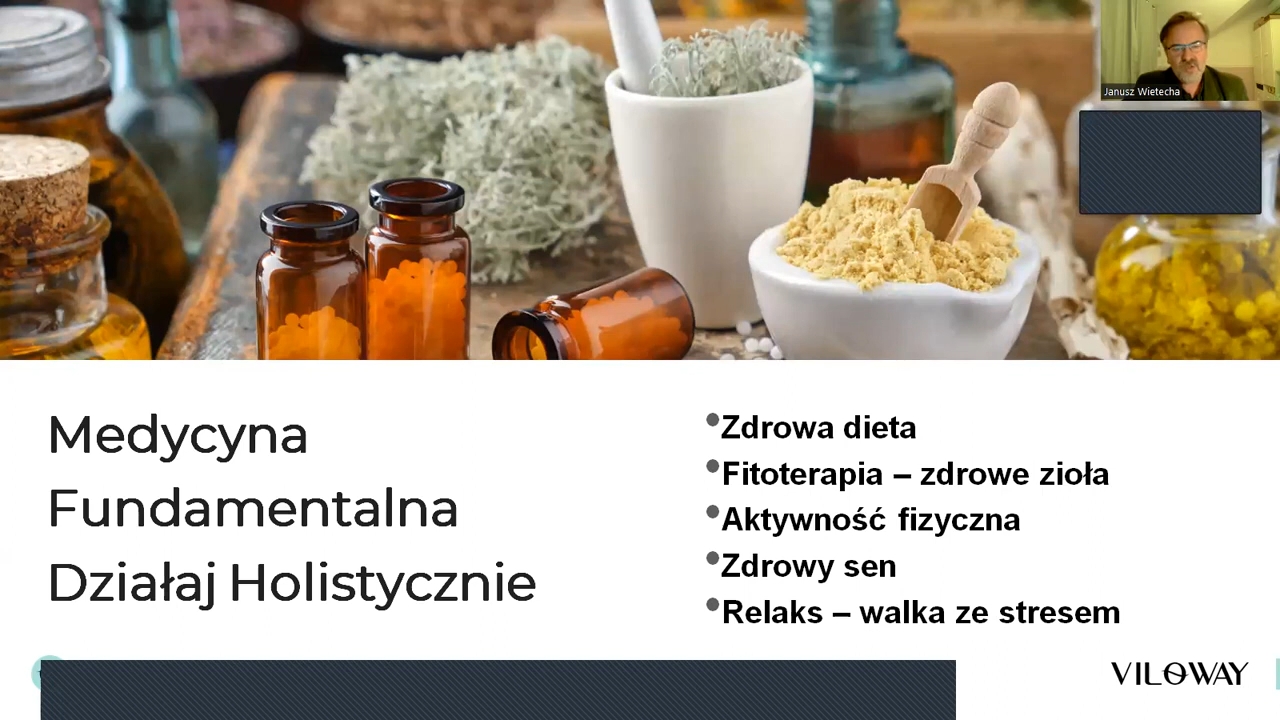 Janusz Wietecha
Medycyna
Fundamentalna
Działaj Holistycznie
Zdrowa dieta
Fitoterapia – zdrowe zioła
Aktywność fizyczna
Zdrowy sen
Relaks – walka ze stresem
VILOWAY